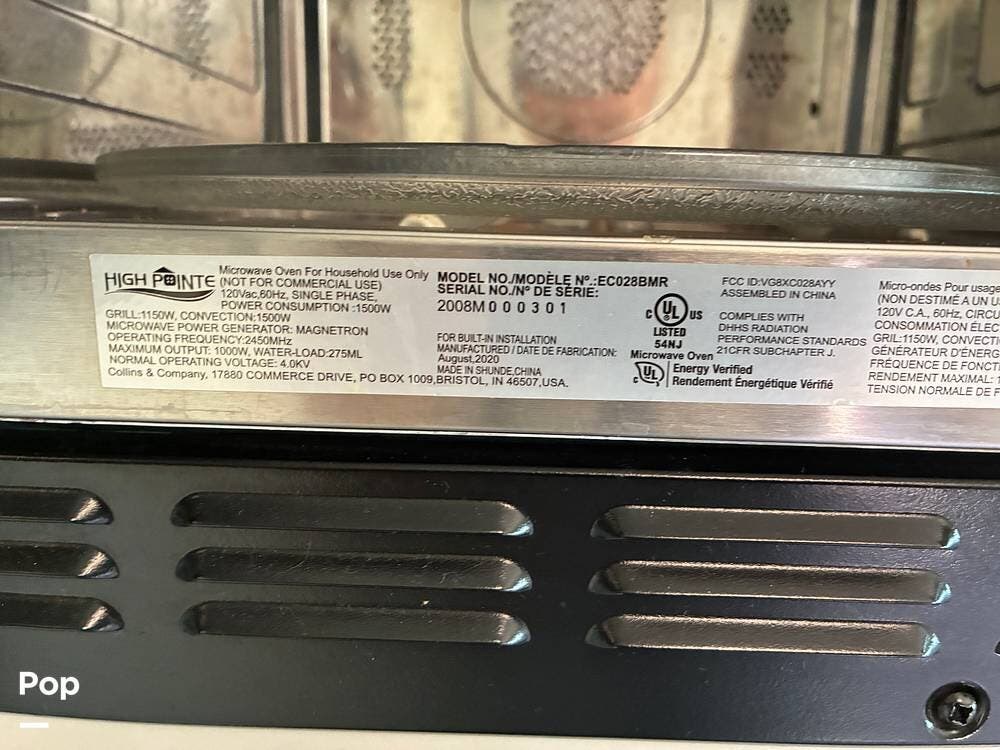 HIGH POINTE
Microwave Oven For Household Use Only
(NOT FOR COMMERCIAL USE)
120Vac,60Hz, SINGLE PHASE,
POWER CONSUMPTION :1500W
GRILL:1150W, CONVECTION:1500W
MICROWAVE POWER GENERATOR: MAGNETRON
OPERATING FREQUENCY:2450MHz
MAXIMUM OUTPUT: 1000W, WATER-LOAD:275ML
NORMAL OPERATING VOLTAGE: 4.0KV
Collins & Company, 17880 COMMERCE DRIVE, PO BOX 1009,BRISTOL, IN 46507,USA.
MODEL NO./MODÈLE Nº.:EC028BMR
SERIAL NO./Nº DE SÉRIE:
2008M000301
FOR BUILT-IN INSTALLATION
MANUFACTURED / DATE DE FABRICATION:
August,2020
MADE IN SHUNDE,CHINA
C UL US
LISTED
54NJ
Microwave Oven
UL
Energy Verified
Rendement Énergétique Vérifié
FCC ID:VG8XC028AYY
ASSEMBLED IN CHINA
COMPLIES WITH
DHHS RADIATION
PERFORMANCE STANDARDS
21CFR SUBCHAPTER J.
Micro-ondes Pour usage
(NON DESTIMÉ A UN U
120V C.A., 60Hz, CIRCU
CONSOMMATION ÉLEC
GRIL:1150W, CONVECTI
GÉNÉRATEUR D'ÉNERG
FRÉQUENCE DE FONCT
RENDEMENT MAXIMAL: 1
TENSION NORMALE DE F
Pop